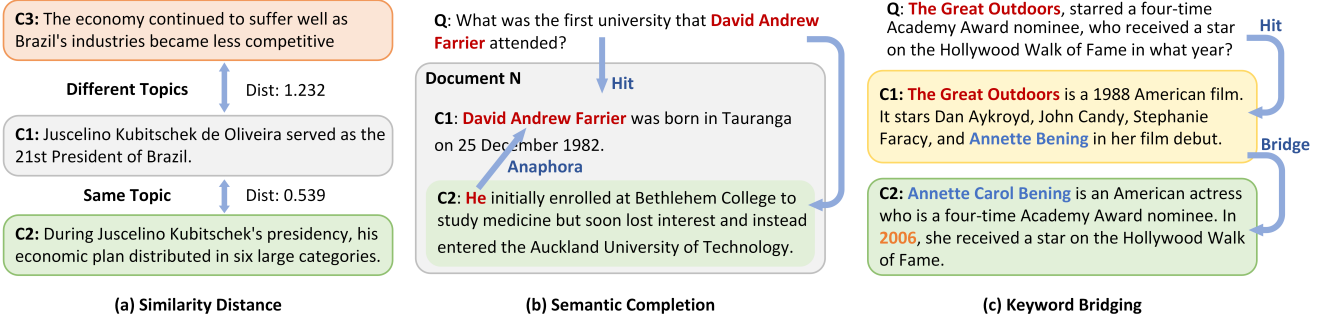 C3: The economy continued to suffer well as
Brazil's industries became less competitive
Different Topics
Dist: 1.232
C1: Juscelino Kubitschek de Oliveira served as the
21st President of Brazil.
Same Topic
Dist: 0.539
C2: During Juscelino Kubitschek's presidency, his
economic plan distributed in six large categories.
(a) Similarity Distance
Q: What was the first university that David Andrew
Farrier attended?
Hit
Document N
C1: David Andrew Farrier was born in Tauranga
on 25 December 1982.
Anaphora
C2: He initially enrolled at Bethlehem College to
study medicine but soon lost interest and instead
entered the Auckland University of Technology.
(b) Semantic Completion
Q: The Great Outdoors, starred a four-time
Academy Award nominee, who received a star
on the Hollywood Walk of Fame in what year?
Hit
C1: The Great Outdoors is a 1988 American film.
It stars Dan Aykroyd, John Candy, Stephanie
Faracy, and Annette Bening in her film debut.
Bridge
C2: Annette Carol Bening is an American actress
who is a four-time Academy Award nominee. In
2006, she received a star on the Hollywood Walk
of Fame.
(c) Keyword Bridging